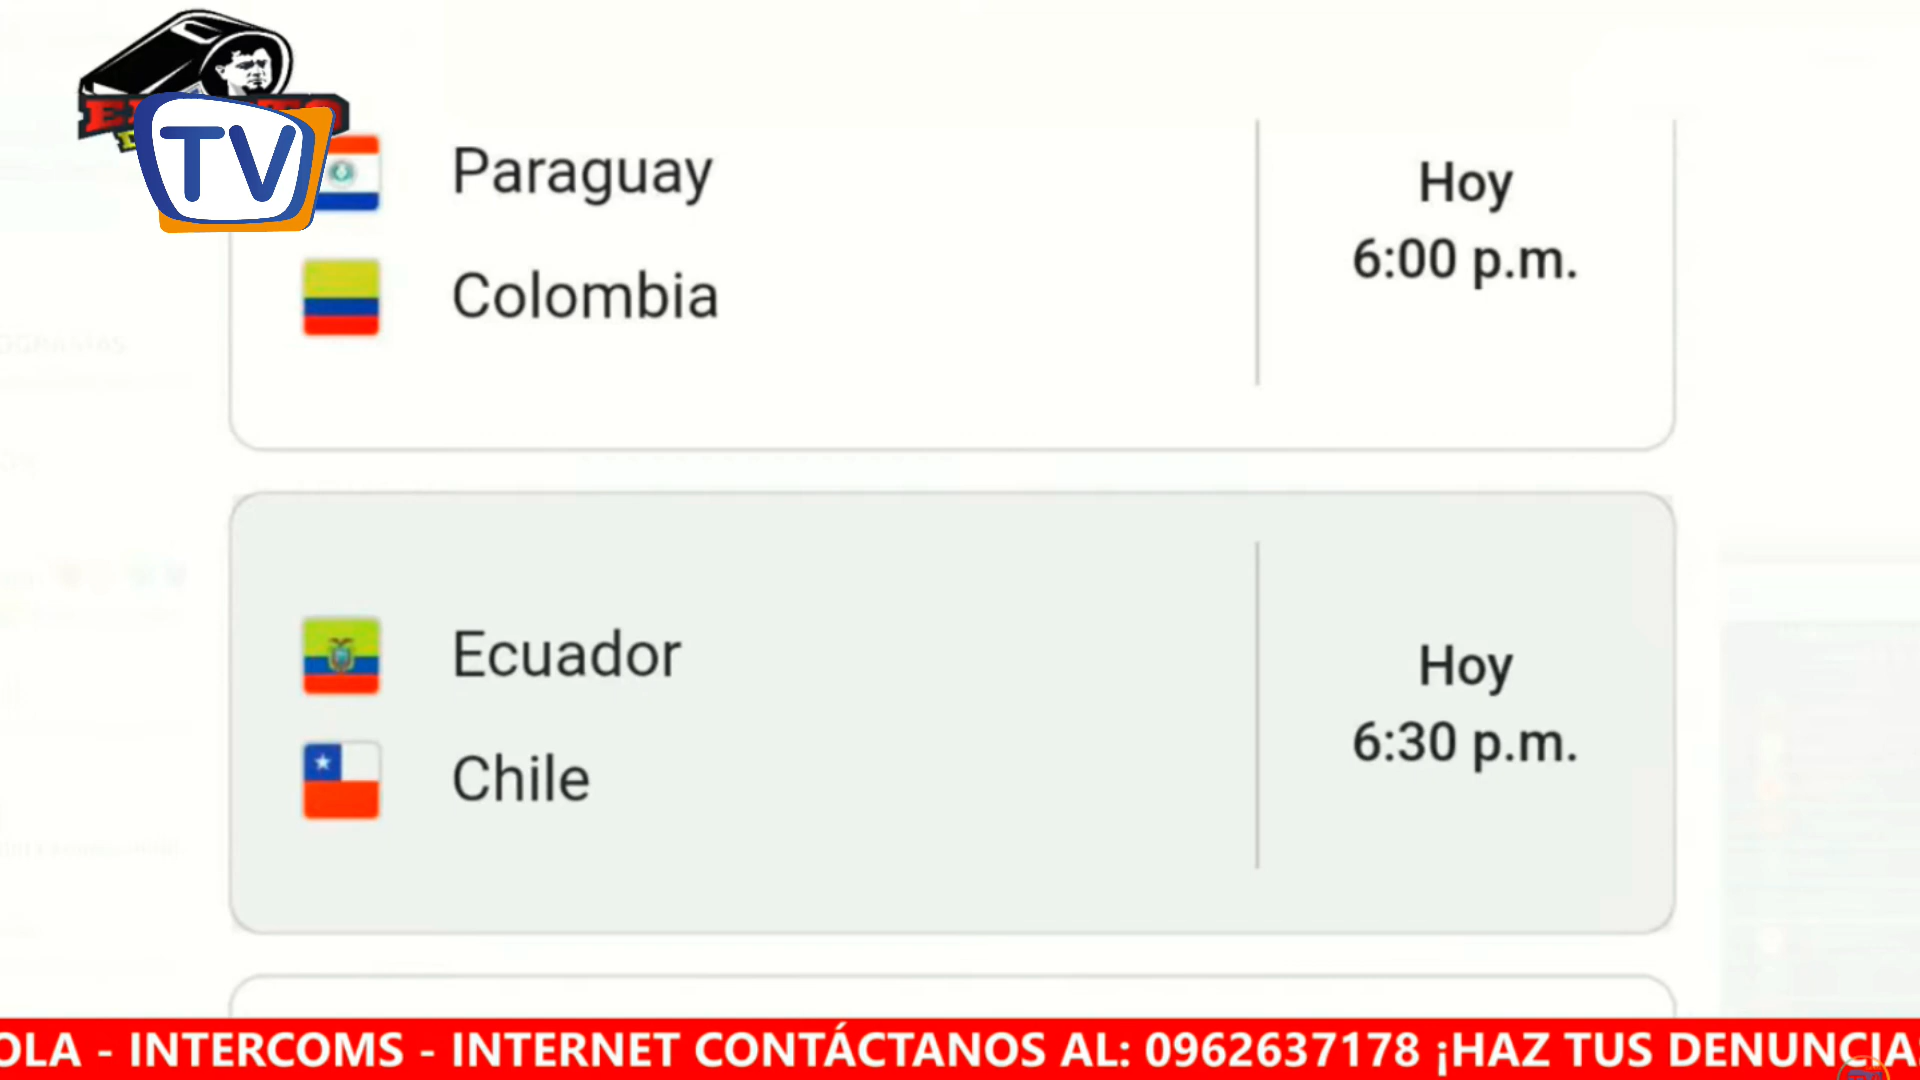 TV
Paraguay
Colombia
Hoy
6:00 p.m.
Ecuador
Chile
Hoy
6:30 p.m.
OLA - INTERCOMS - INTERNET CONTÁCTANOS AL: 0962637178 ¡HAZ TUS DENUNCIAS